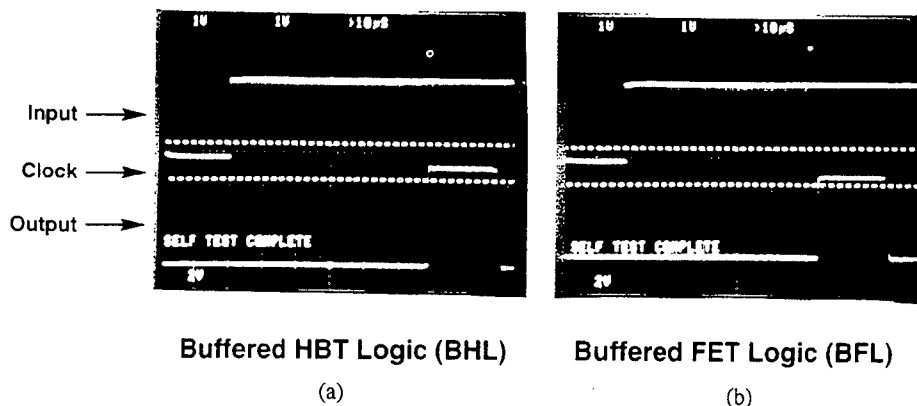 1V 1V >10µS
1V 1V >10µS
Input
Clock
Output
SELF TEST COMPLETE
SELF TEST COMPLETE
2V
2V
Buffered HBT Logic (BHL)
Buffered FET Logic (BFL)
(a)
(b)